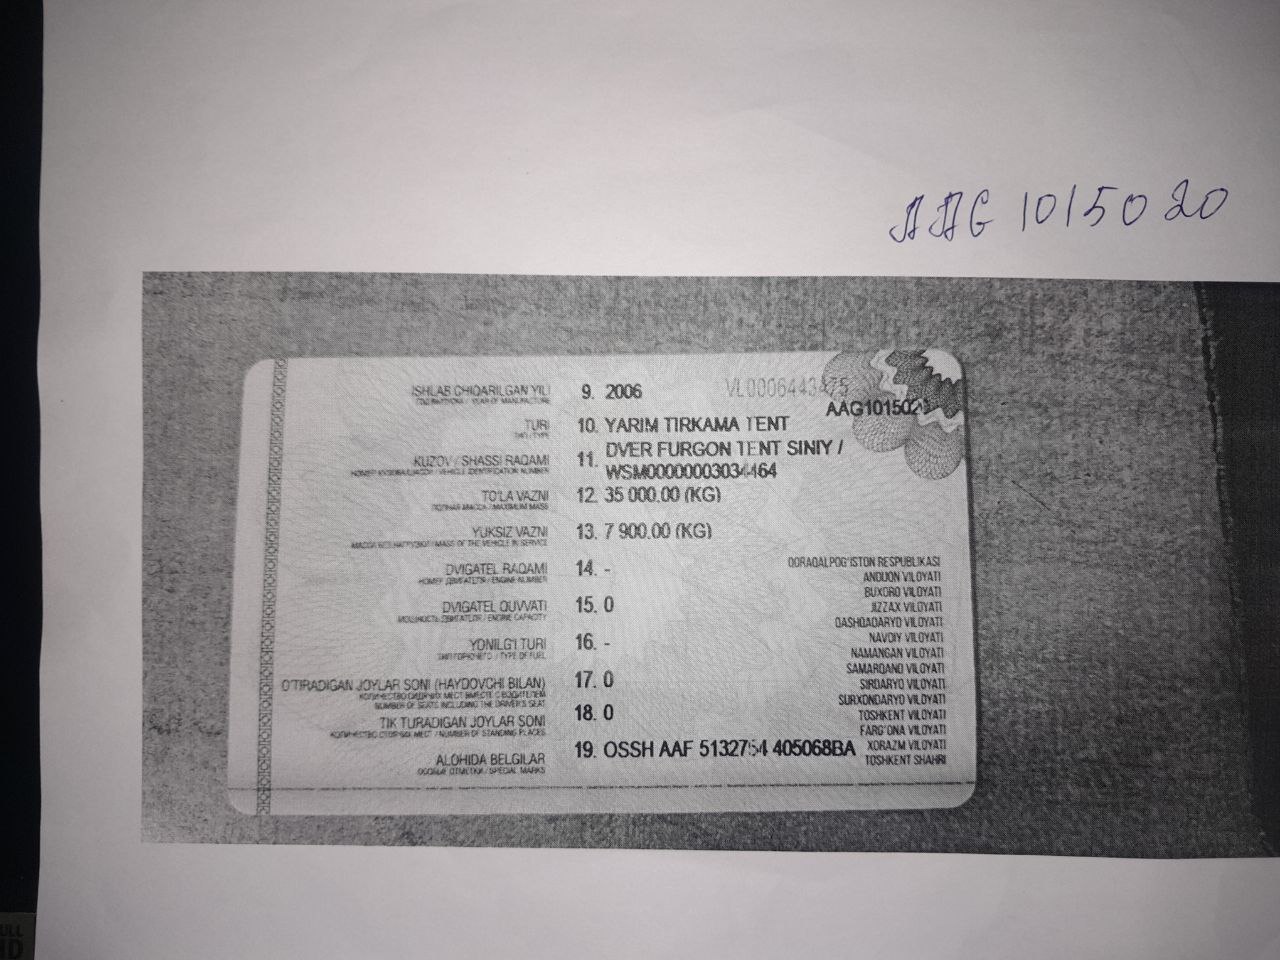 AAG 1015020
ISHLAB CHIQARILGAN YILI 9. 2006 VL0006443475
ГОД ВЫПУСКА / YEAR OF MANUFACTURE
AAG1015020
TURI 10. YARIM TIRKAMA TENT
ТИП / TYPE
KUZOV / SHASSI RAQAMI 11. DVER FURGON TENT SINIY /
WSM00000003034464
НОМЕР КУЗОВА/ШАССИ / VEHICLE IDENTIFICATION NUMBER
TO'LA VAZNI 12. 35 000.00 (KG)
ПОЛНАЯ МАССА / MAXIMUM MASS
YUKSIZ VAZNI 13. 7 900.00 (KG)
МАССА БЕЗ НАГРУЗКИ / MASS OF THE VEHICLE IN SERVICE
DVIGATEL RAQAMI 14. -
НОМЕР ДВИГАТЕЛЯ / ENGINE NUMBER
DVIGATEL QUVVATI 15. 0
МОЩНОСТЬ ДВИГАТЕЛЯ / ENGINE CAPACITY
YONILG'I TURI 16. -
ТИП ГОРЮЧЕГО / TYPE OF FUEL
O'TIRADIGAN JOYLAR SONI (HAYDOVCHI BILAN) 17. 0
КОЛИЧЕСТВО СИДЯЧИХ МЕСТ ВМЕСТЕ С ВОДИТЕЛЕМ
NUMBER OF SEATS INCLUDING THE DRIVER'S SEAT
TIK TURADIGAN JOYLAR SONI 18. 0
КОЛИЧЕСТВО СТОЯЧИХ МЕСТ / NUMBER OF STANDING PLACES
ALOHIDA BELGILAR 19. OSSH AAF 5132754 405068BA
ОСОБЫЕ ОТМЕТКИ / SPECIAL MARKS
QORAQALPOG'ISTON RESPUBLIKASI
ANDIJON VILOYATI
BUXORO VILOYATI
JIZZAX VILOYATI
QASHQADARYO VILOYATI
NAVOIY VILOYATI
NAMANGAN VILOYATI
SAMARQAND VILOYATI
SIRDARYO VILOYATI
SURXONDARYO VILOYATI
TOSHKENT VILOYATI
FARG'ONA VILOYATI
XORAZM VILOYATI
TOSHKENT SHAHRI